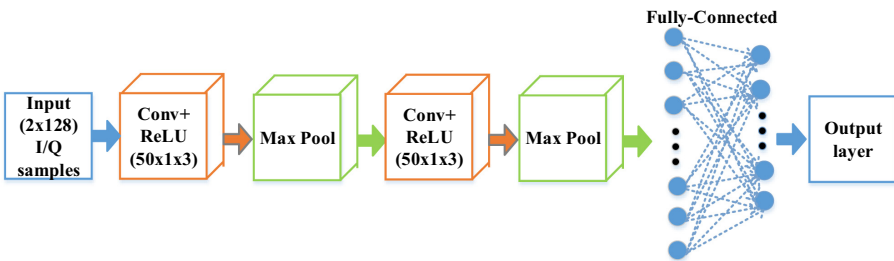 Fully-Connected
Input
(2x128)
I/Q
samples
Conv+
ReLU
(50x1x3)
Max Pool
Conv+
ReLU
(50x1x3)
Max Pool
Output
layer